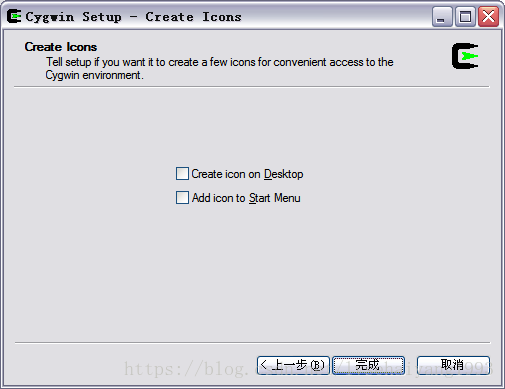 Cygwin Setup - Create Icons
Create Icons
Tell setup if you want it to create a few icons for convenient access to the
Cygwin environment.
Create icon on Desktop
Add icon to Start Menu
< 上一步(B) 完成 取消
https://blog.